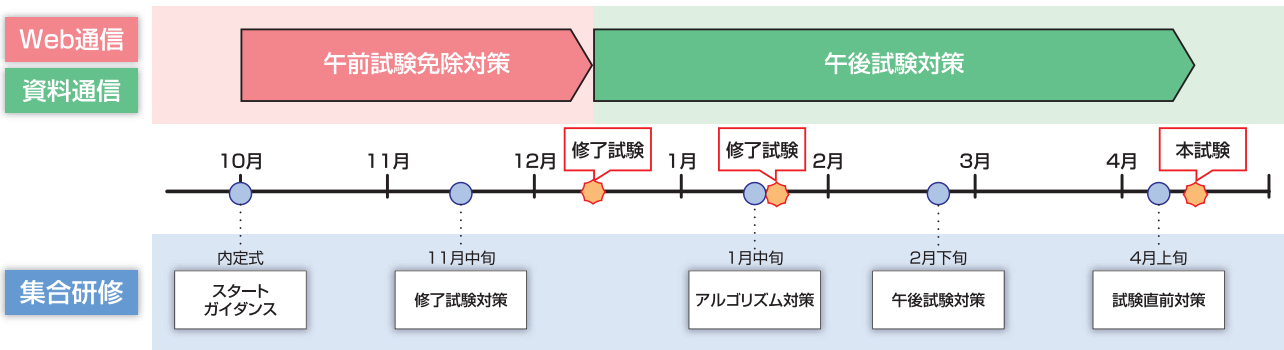 Web通信
資料通信
午前試験免除対策
午後試験対策
10月
11月
12月
修了試験
1月
修了試験
2月
3月
4月
本試験
集合研修
内定式
スタート
ガイダンス
11月中旬
修了試験対策
1月中旬
アルゴリズム対策
2月下旬
午後試験対策
4月上旬
試験直前対策